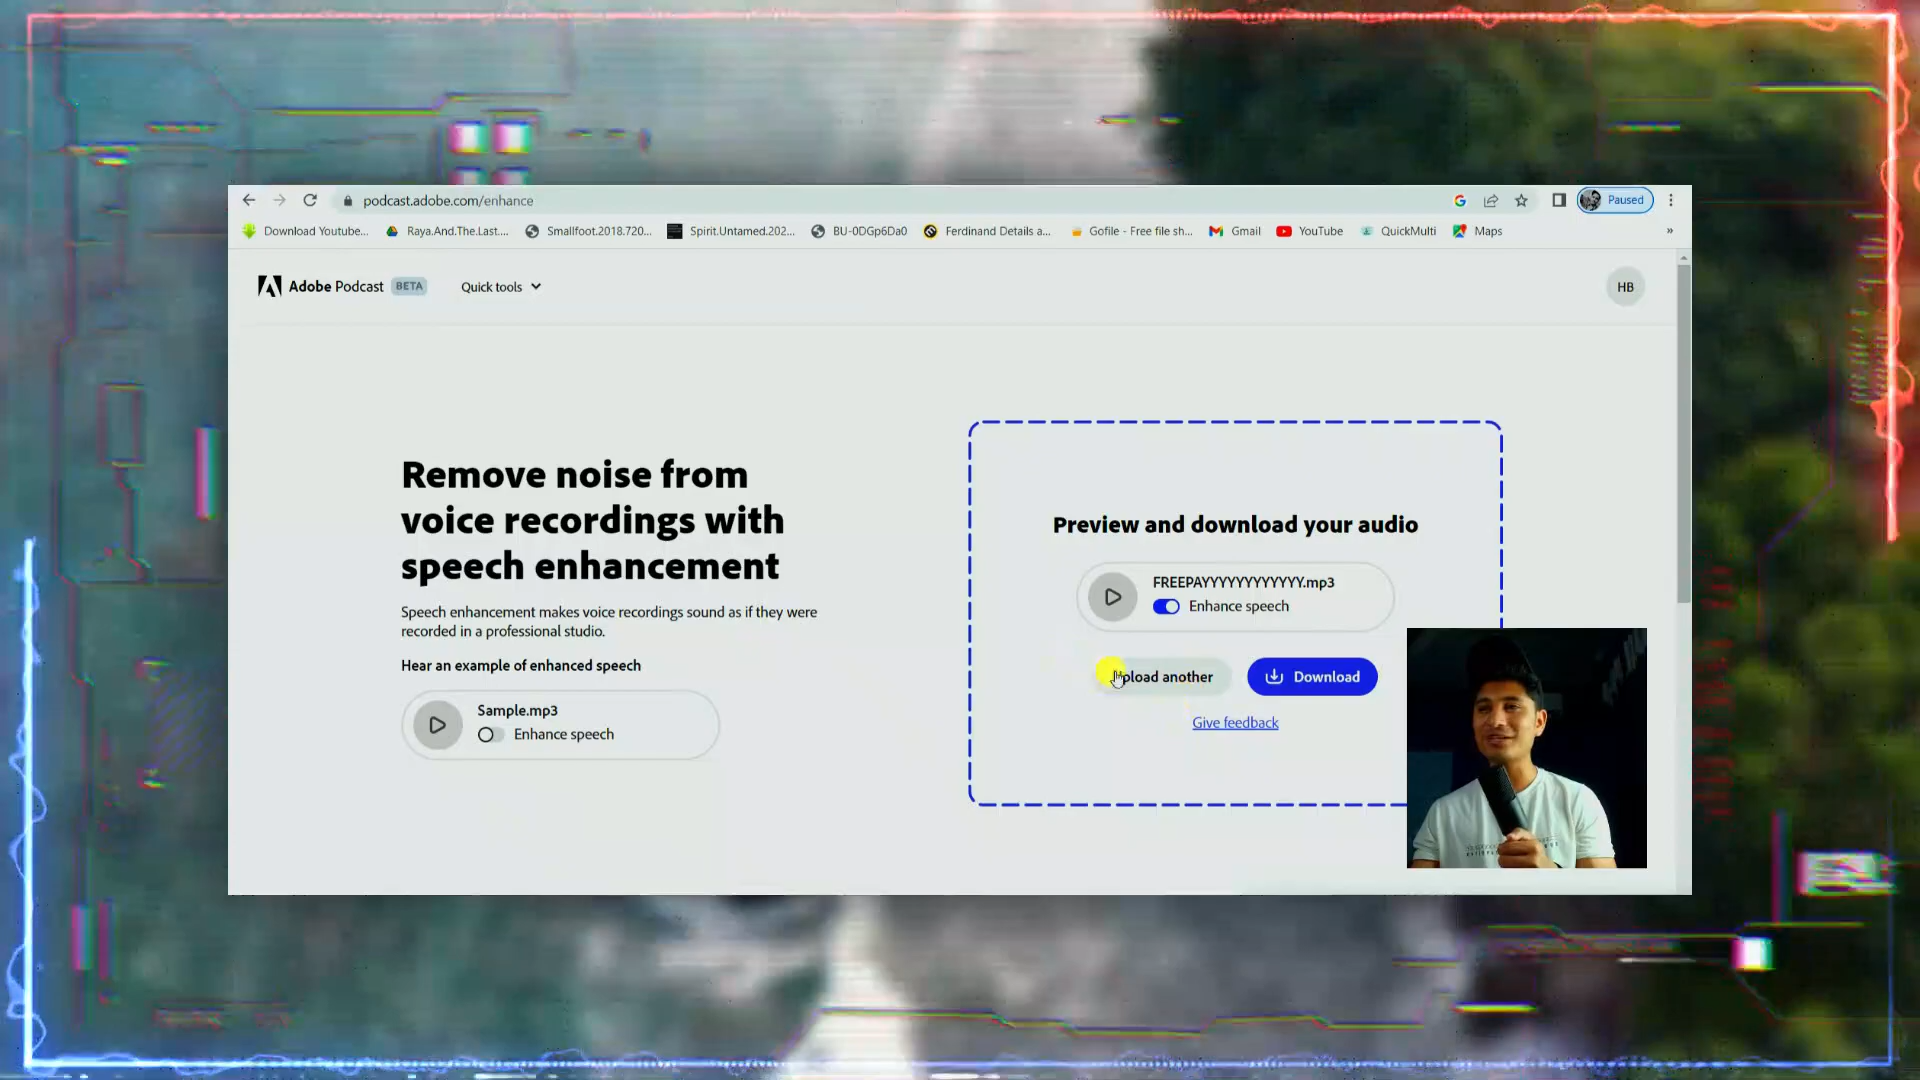 podcast.adobe.com/enhance
Paused
Download Youtube...
Raya.And.The.Last....
Smallfoot.2018.720...
Spirit.Untamed.202...
BU-0DGp6Da0
Ferdinand Details a...
Gofile - Free file sh...
Gmail
YouTube
QuickMulti
Maps
»
Adobe Podcast BETA
Quick tools
HB
Remove noise from
voice recordings with
speech enhancement
Speech enhancement makes voice recordings sound as if they were
recorded in a professional studio.
Hear an example of enhanced speech
Sample.mp3
Enhance speech
Preview and download your audio
FREEPAYYYYYYYYYYYY.mp3
Enhance speech
pload another
Download
Give feedback